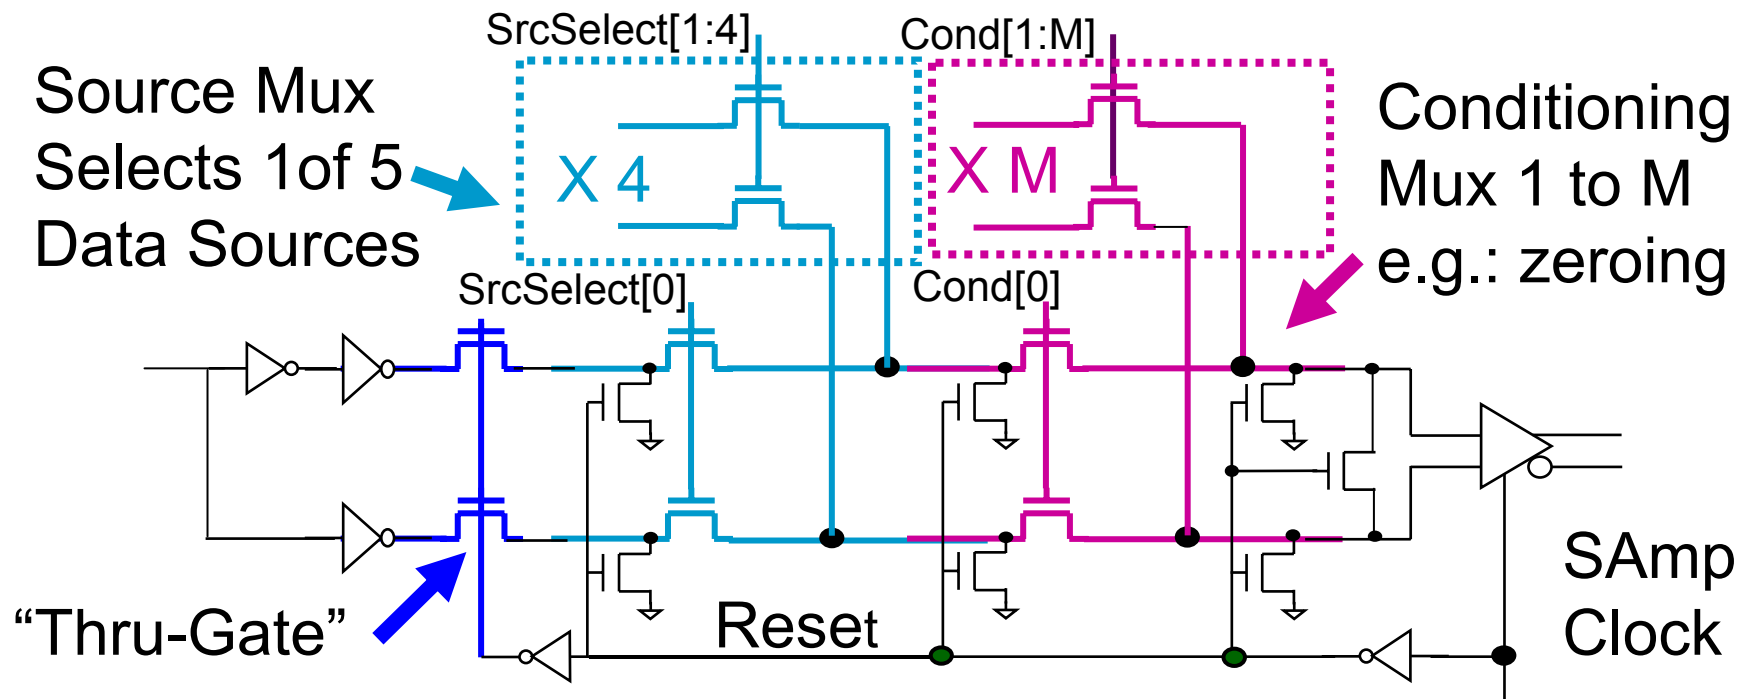 SrcSelect[1:4]
Cond[1:M]
Source Mux
Selects 1of 5
Data Sources
X 4
X M
Conditioning
Mux 1 to M
e.g.: zeroing
SrcSelect[0]
Cond[0]
“Thru-Gate”
Reset
SAmp
Clock